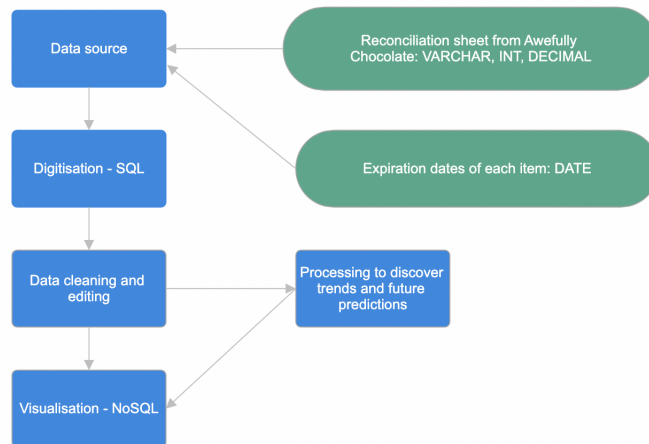 Data source
Reconciliation sheet from Awefully
Chocolate: VARCHAR, INT, DECIMAL
Digitisation - SQL
Expiration dates of each item: DATE
Data cleaning and
editing
Processing to discover
trends and future
predictions
Visualisation - NoSQL